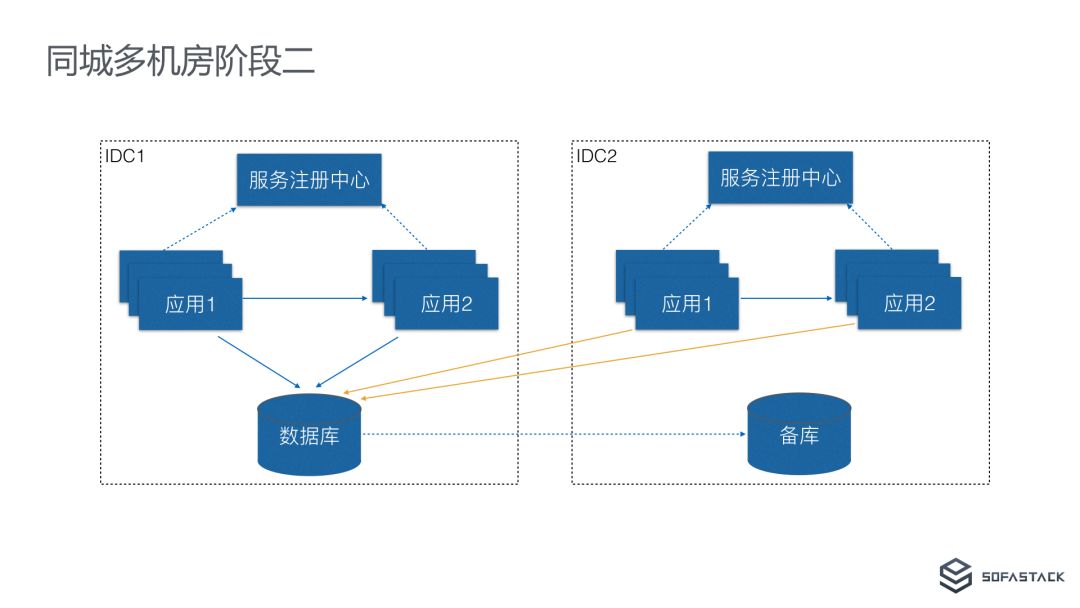 同城多机房阶段二
IDC1
服务注册中心
应用1
应用2
数据库
IDC2
服务注册中心
应用1
应用2
备库
SOFASTACK